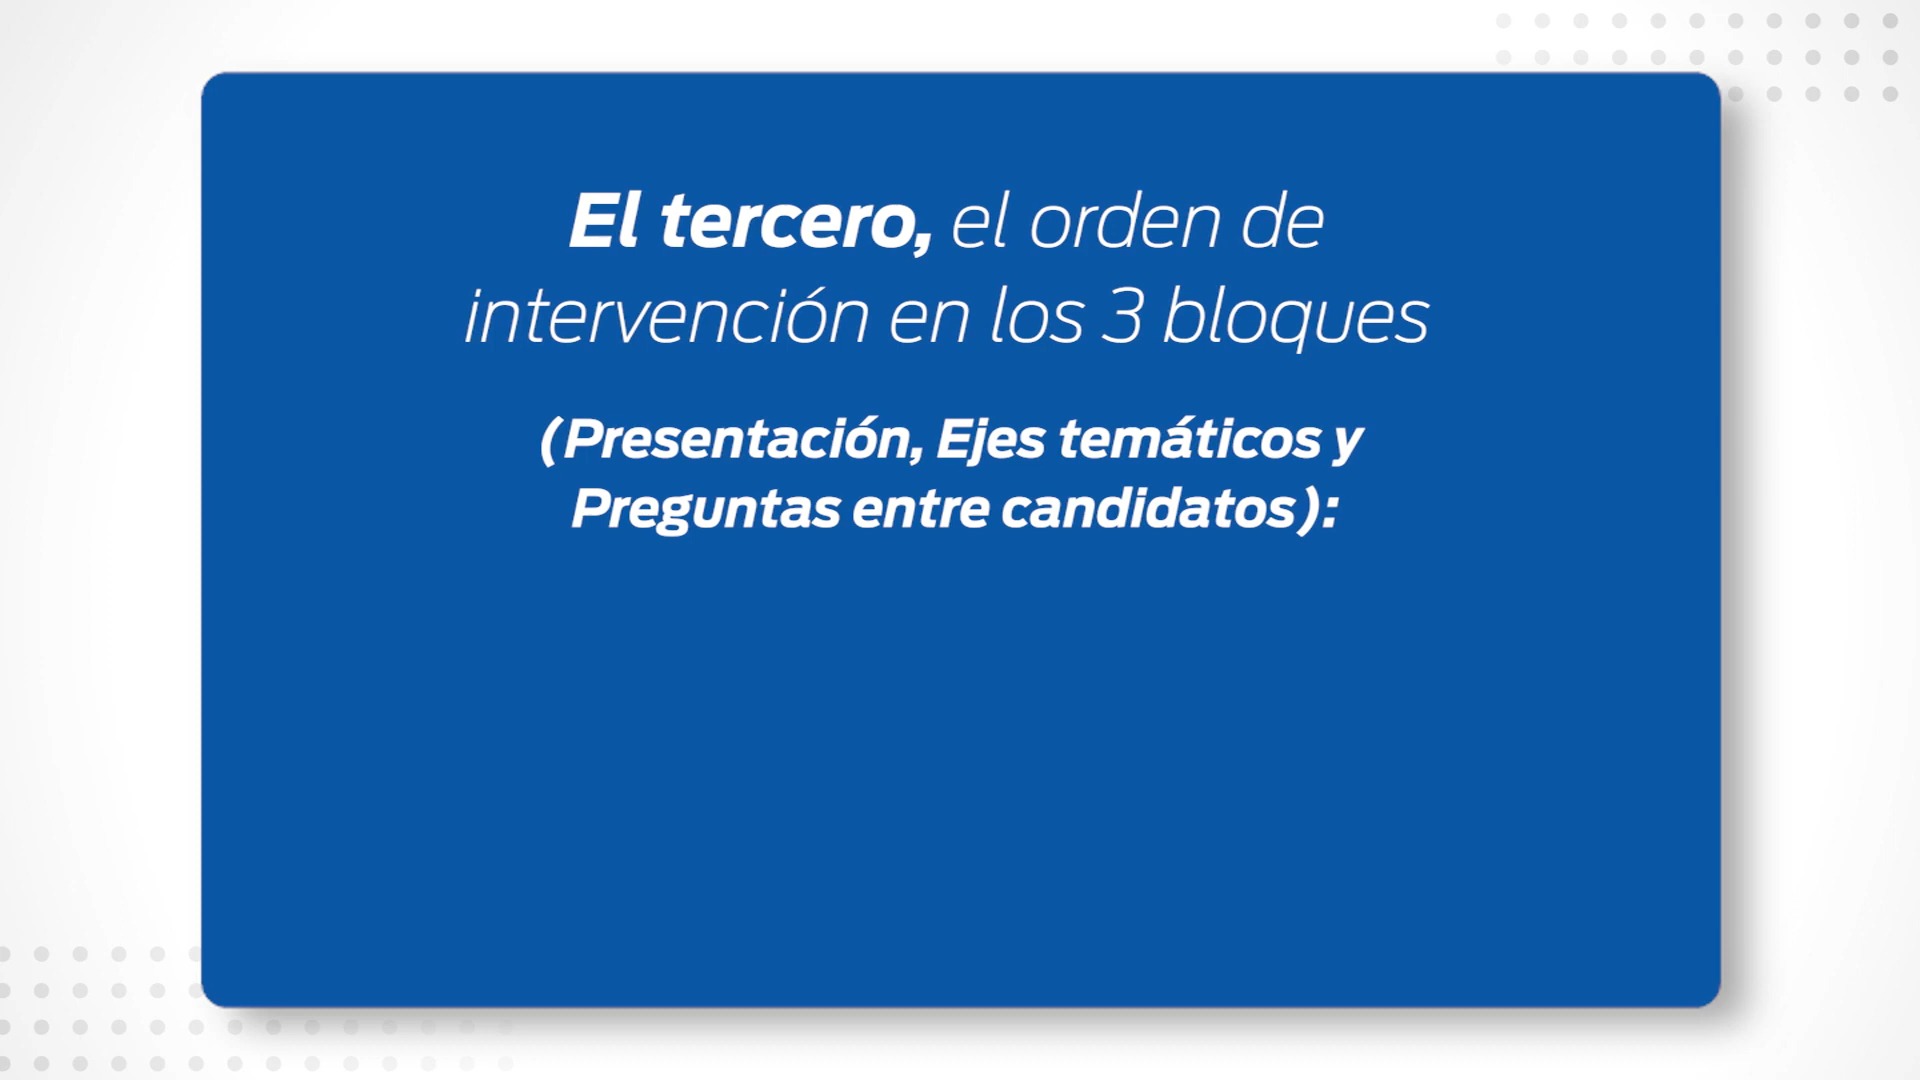 El tercero, el orden de
intervención en los 3 bloques
(Presentación, Ejes temáticos y
Preguntas entre candidatos):